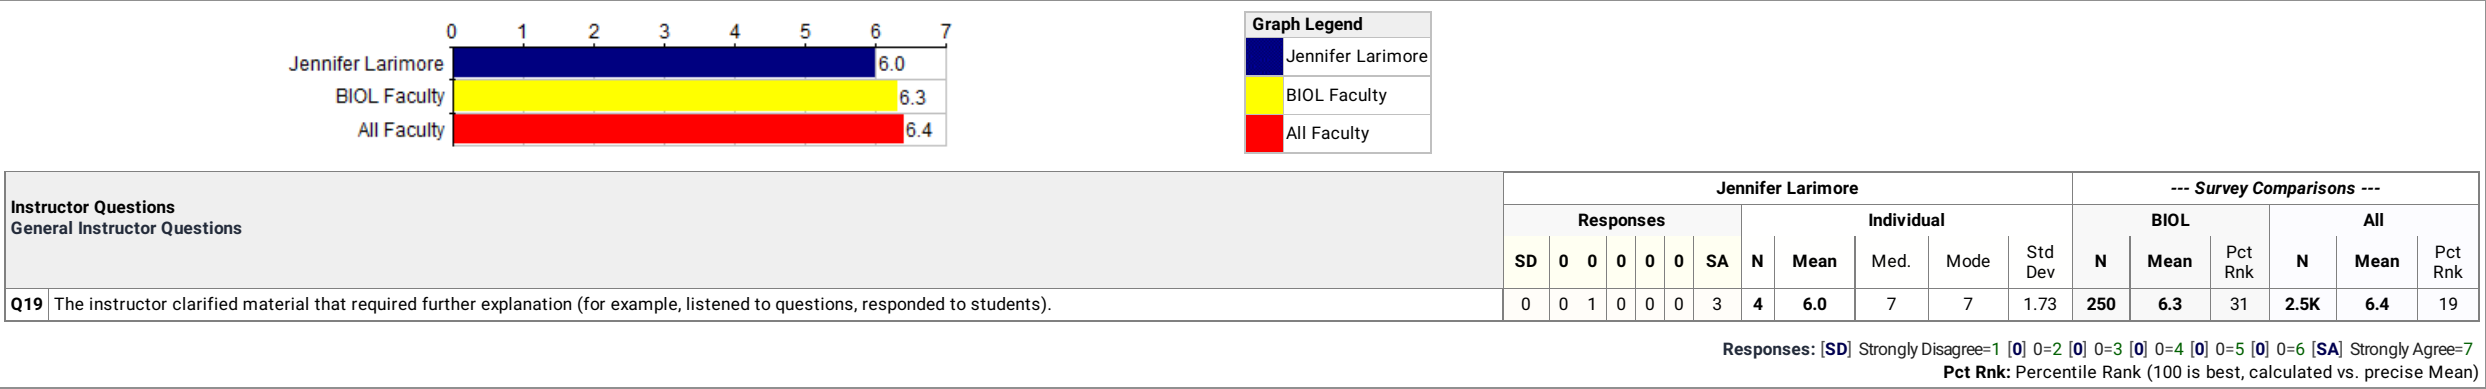 0 1 2 3 4 5 6 7
Jennifer Larimore 6.0
BIOL Faculty 6.3
All Faculty 6.4
Graph Legend
Jennifer Larimore
BIOL Faculty
All Faculty
Instructor Questions
General Instructor Questions
Jennifer Larimore --- Survey Comparisons ---
Responses Individual BIOL All
SD 0 0 0 0 0 SA N Mean Med. Mode Std Dev N Mean Pct Rnk N Mean Pct Rnk
Q19 The instructor clarified material that required further explanation (for example, listened to questions, responded to students). 0 0 1 0 0 0 3 4 6.0 7 7 1.73 250 6.3 31 2.5K 6.4 19
Responses: [SD] Strongly Disagree=1 [0] 0=2 [0] 0=3 [0] 0=4 [0] 0=5 [0] 0=6 [SA] Strongly Agree=7
Pct Rnk: Percentile Rank (100 is best, calculated vs. precise Mean)